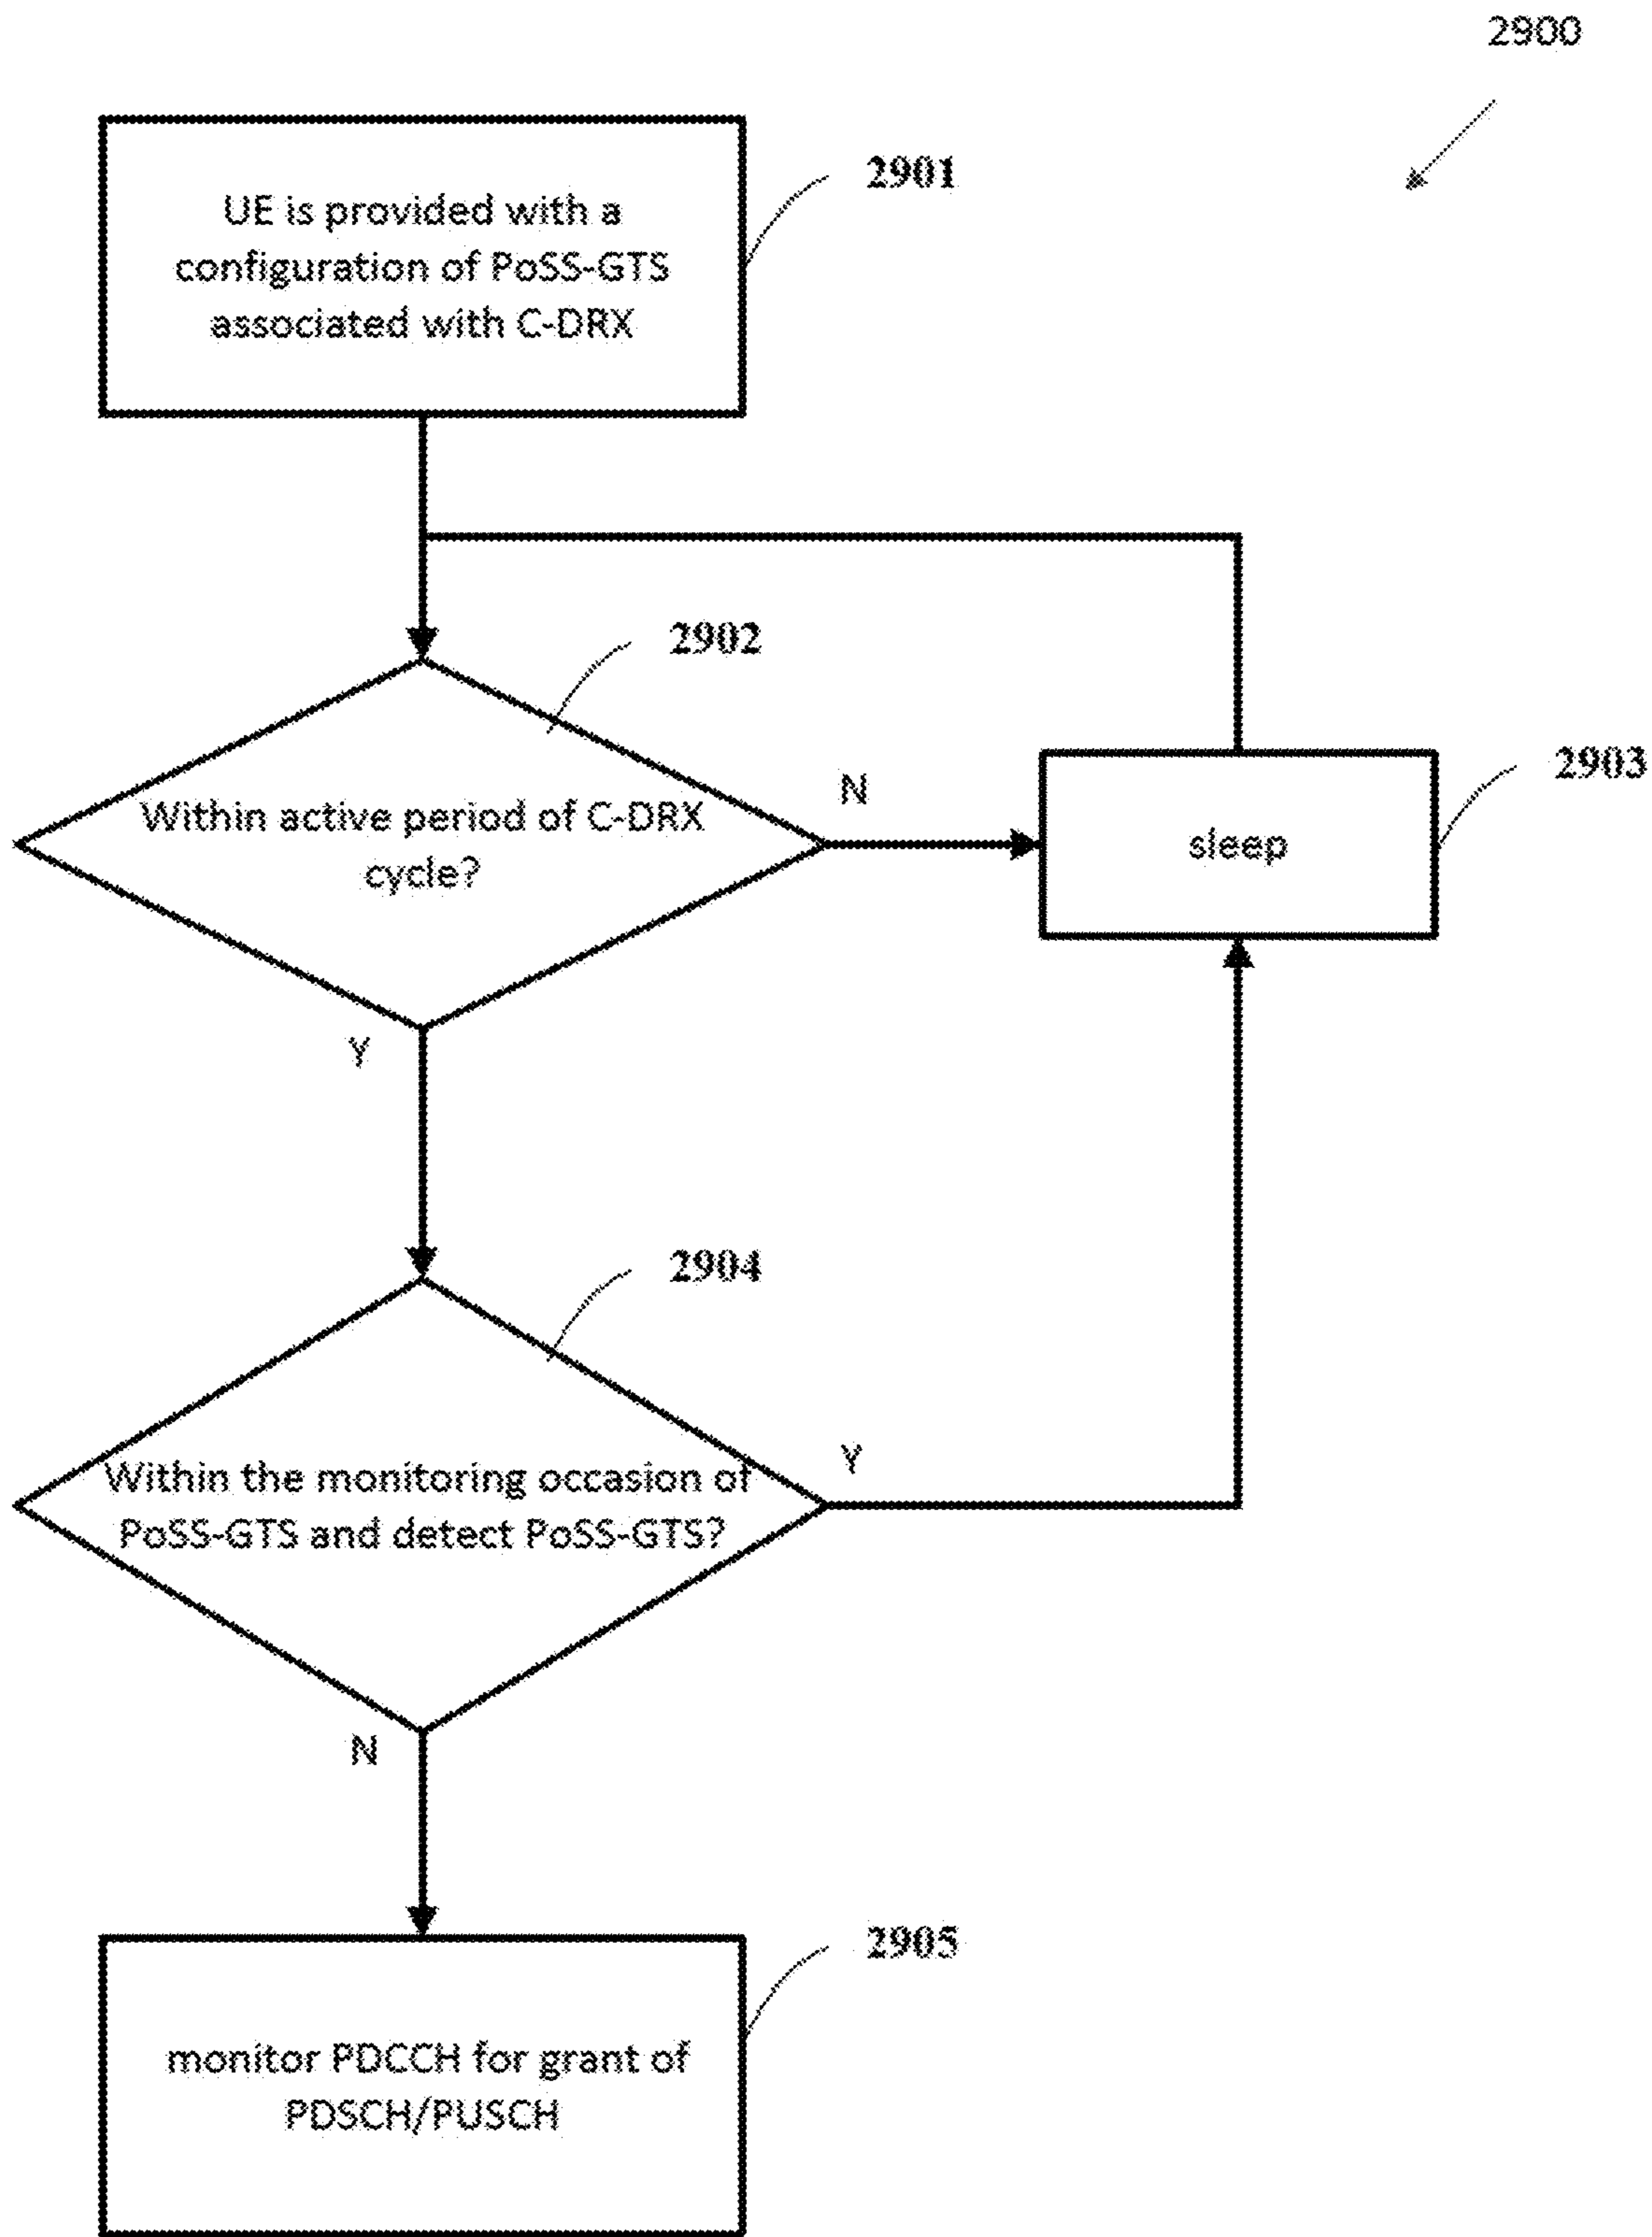 2900
UE is provided with a
configuration of PoSS-GTS
associated with C-DRX
2901
2902
Within active period of C-DRX
cycle?
N
sleep
2903
Y
2904
Within the monitoring occasion of
PoSS-GTS and detect PoSS-GTS?
Y
N
2905
monitor PDCCH for grant of
PDSCH/PUSCH